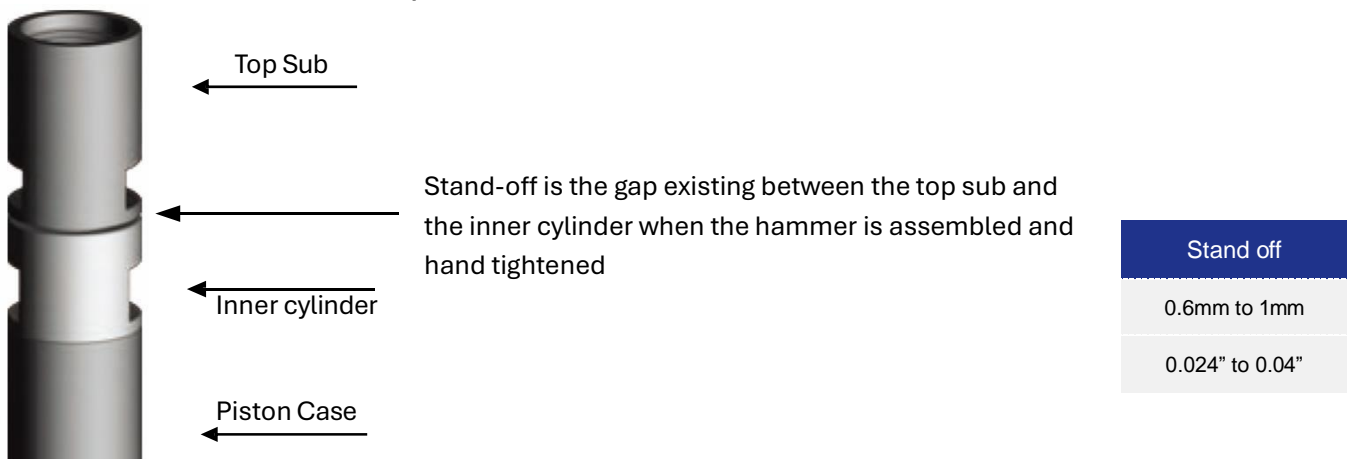 Top Sub
Stand-off is the gap existing between the top sub and
the inner cylinder when the hammer is assembled and
hand tightened
Inner cylinder
Piston Case
Stand off
0.6mm to 1mm
0.024” to 0.04”